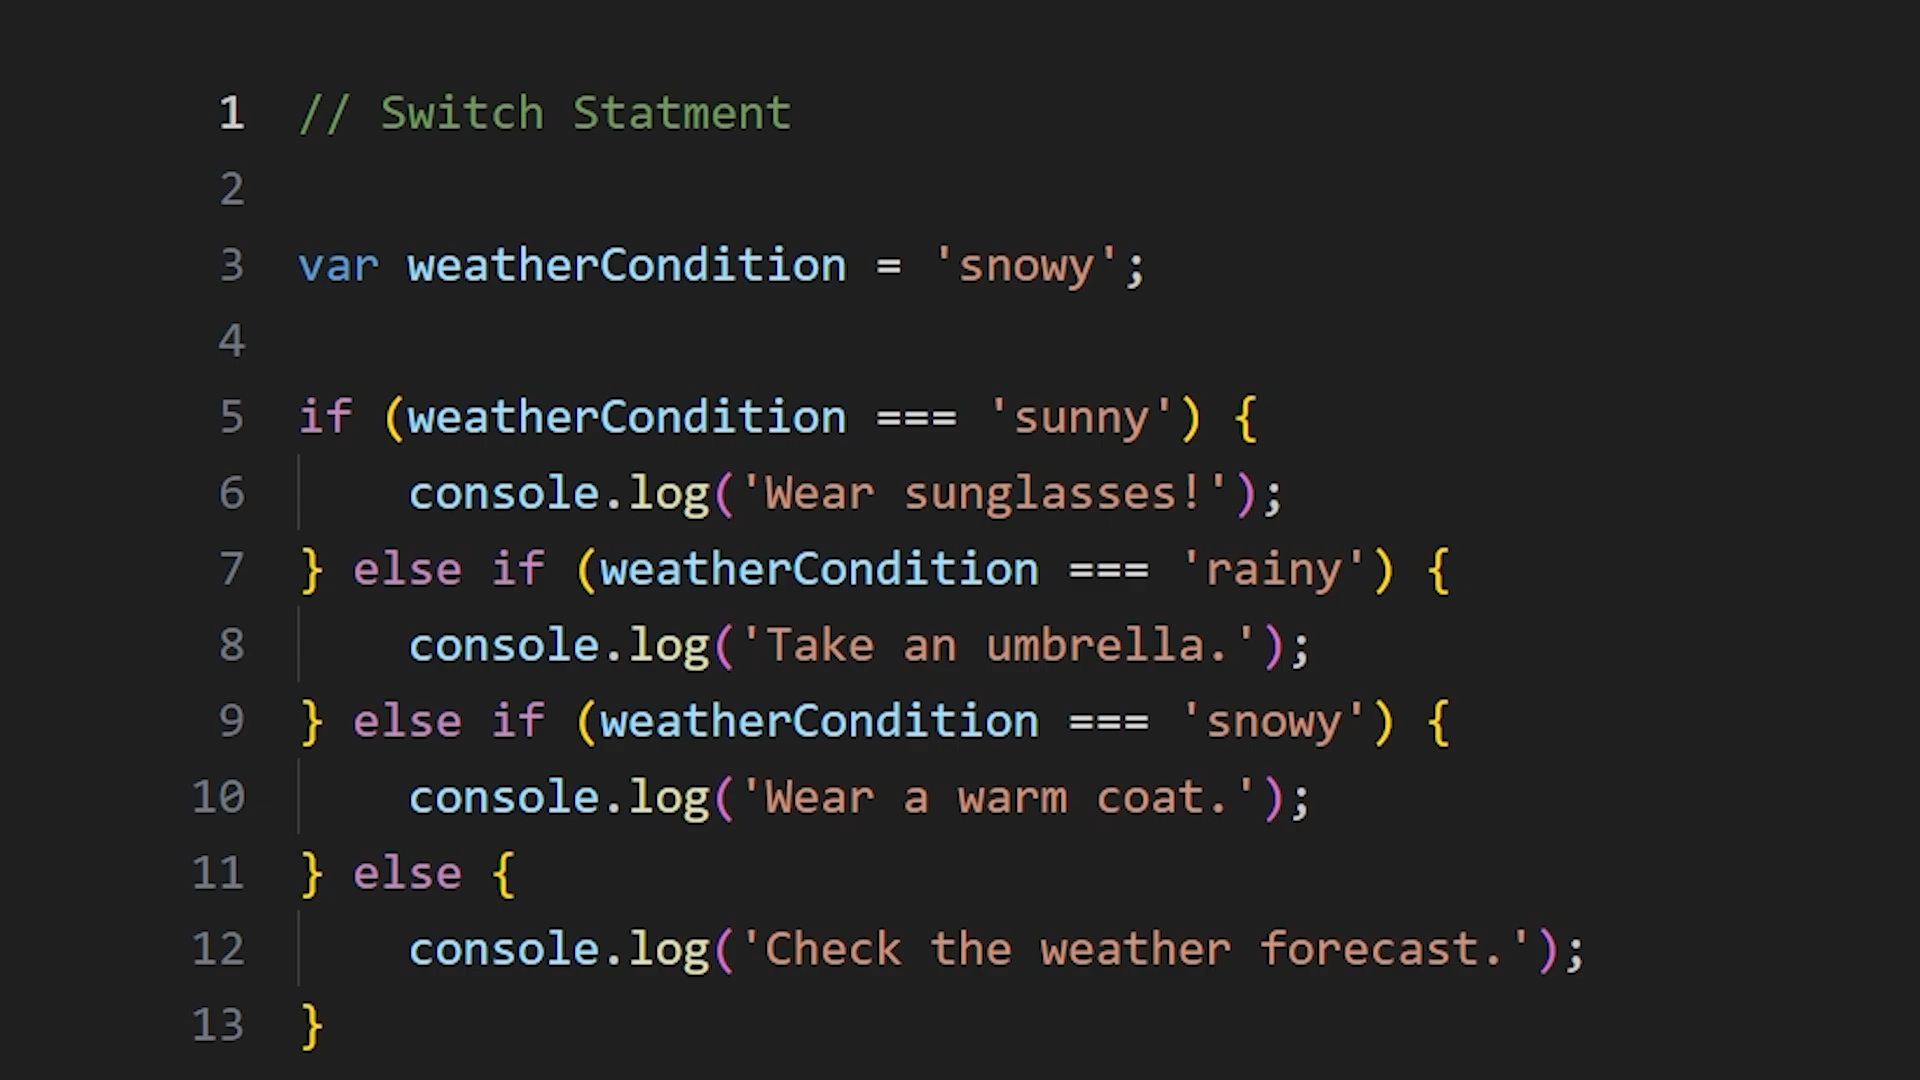 1 // Switch Statment
2
3 var weatherCondition = 'snowy';
4
5 if (weatherCondition === 'sunny') {
6     console.log('Wear sunglasses!');
7 } else if (weatherCondition === 'rainy') {
8     console.log('Take an umbrella.');
9 } else if (weatherCondition === 'snowy') {
10     console.log('Wear a warm coat.');
11 } else {
12     console.log('Check the weather forecast.');
13 }